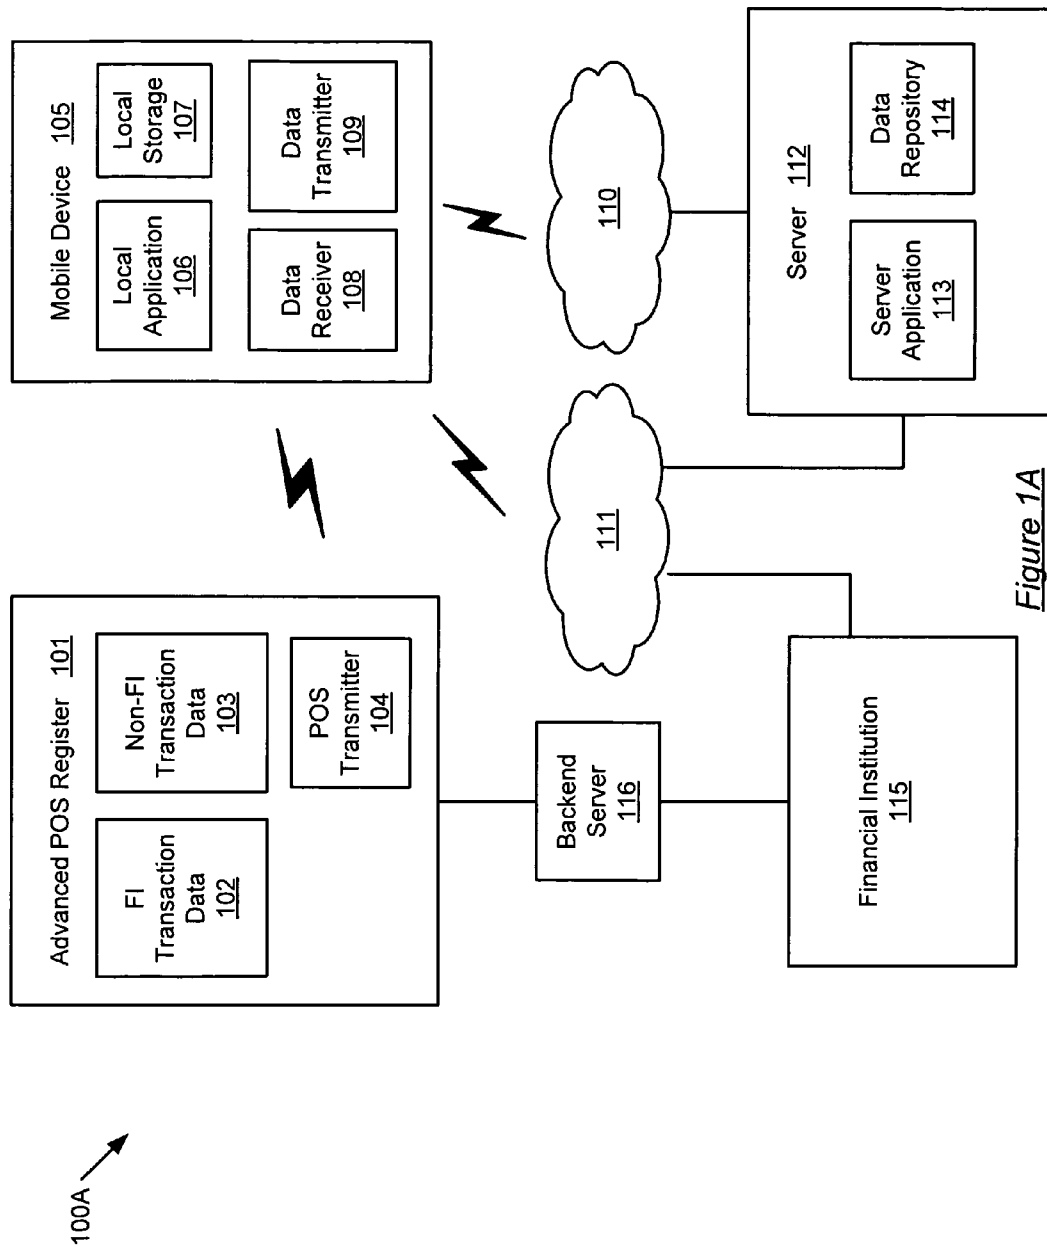 100A
Advanced POS Register 101
FI
Transaction
Data
102
Non-FI
Transaction
Data
103
POS
Transmitter
104
Mobile Device 105
Local
Application
106
Local
Storage
107
Data
Receiver
108
Data
Transmitter
109
Backend
Server
116
111
110
Financial Institution
115
Server 112
Server
Application
113
Data
Repository
114
Figure 1A